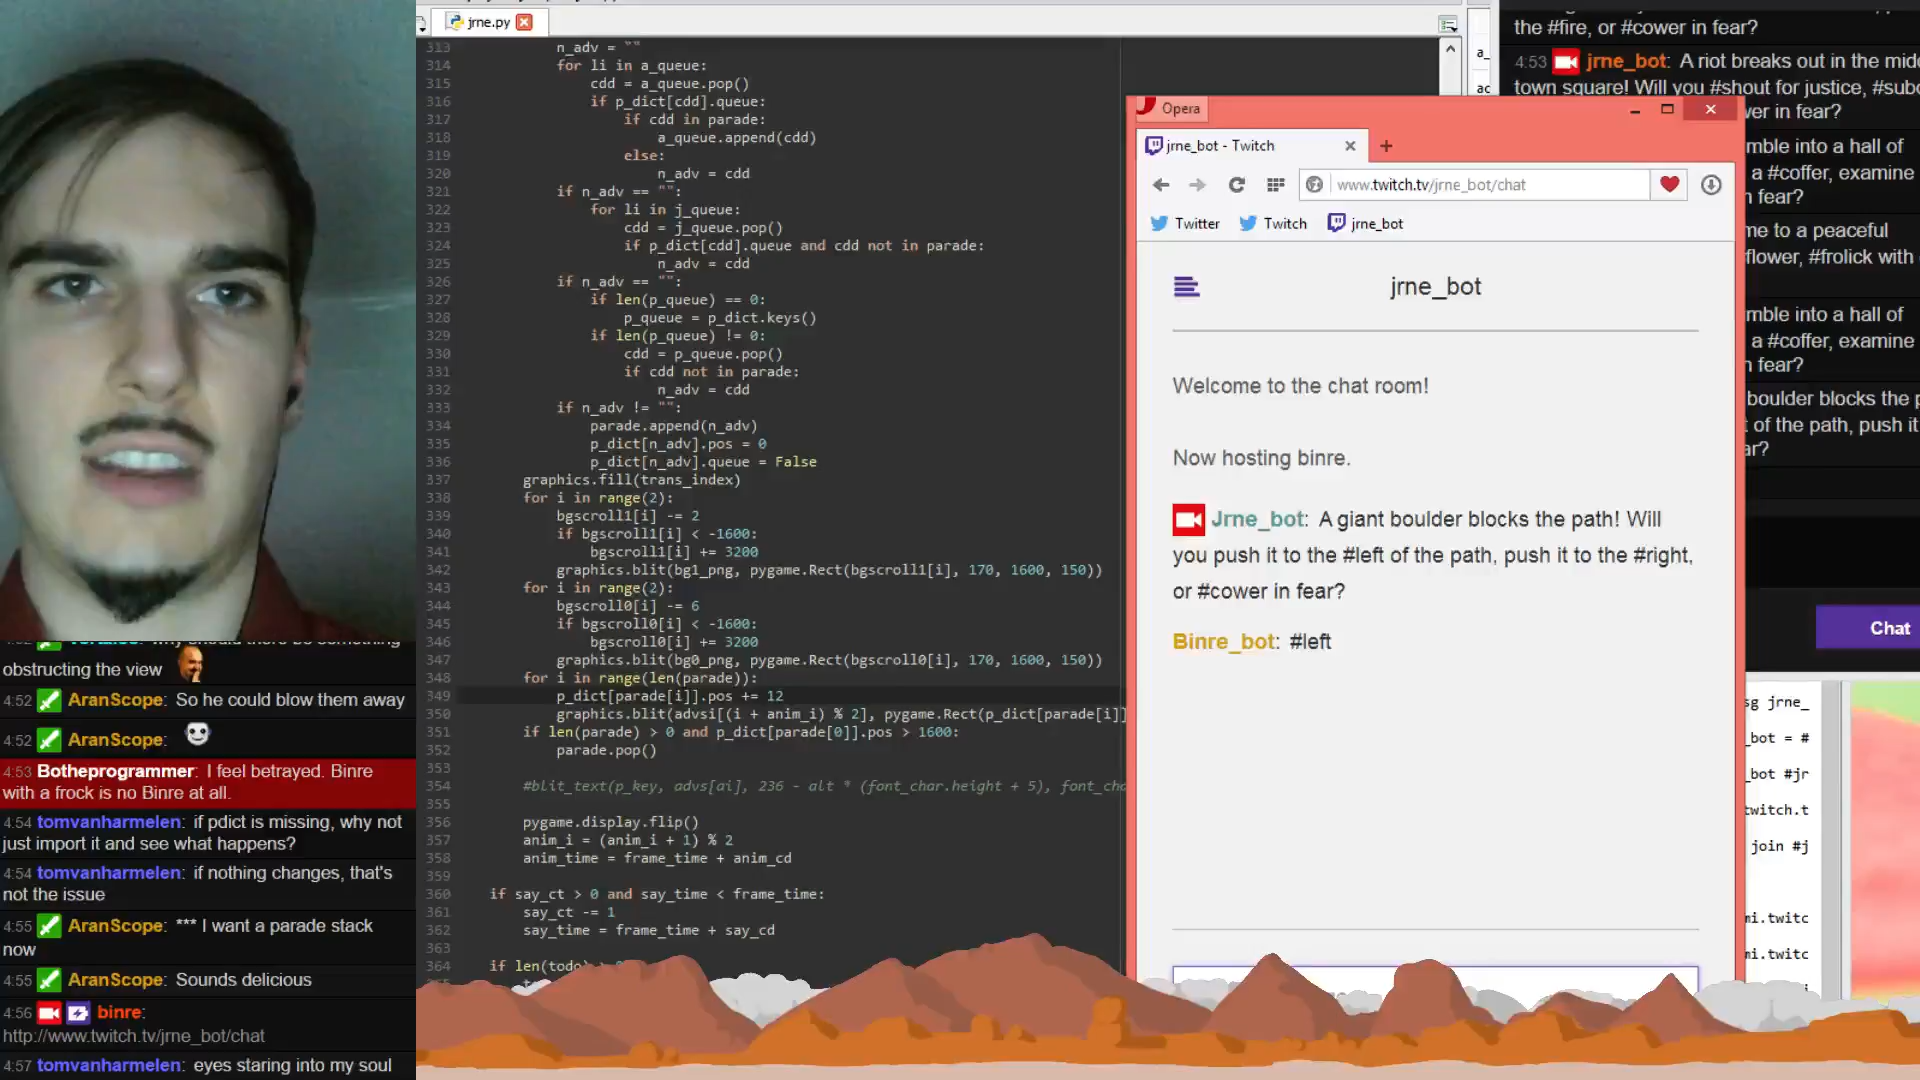 jrne.py
313 n_adv = ""
314 for li in a_queue:
315 cdd = a_queue.pop()
316 if p_dict[cdd].queue:
317 if cdd in parade:
318 a_queue.append(cdd)
319 else:
320 n_adv = cdd
321 if n_adv == "":
322 for li in j_queue:
323 cdd = j_queue.pop()
324 if p_dict[cdd].queue and cdd not in parade:
325 n_adv = cdd
326 if n_adv == "":
327 if len(p_queue) == 0:
328 p_queue = p_dict.keys()
329 if len(p_queue) != 0:
330 cdd = p_queue.pop()
331 if cdd not in parade:
332 n_adv = cdd
333 if n_adv != "":
334 parade.append(n_adv)
335 p_dict[n_adv].pos = 0
336 p_dict[n_adv].queue = False
337 graphics.fill(trans_index)
338 for i in range(2):
339 bgscroll1[i] -= 2
340 if bgscroll1[i] < -1600:
341 bgscroll1[i] += 3200
342 graphics.blit(bg1_png, pygame.Rect(bgscroll1[i], 170, 1600, 150))
343 for i in range(2):
344 bgscroll0[i] -= 6
345 if bgscroll0[i] < -1600:
346 bgscroll0[i] += 3200
347 graphics.blit(bg0_png, pygame.Rect(bgscroll0[i], 170, 1600, 150))
348 for i in range(len(parade)):
349 p_dict[parade[i]].pos += 12
350 graphics.blit(advsi[(i + anim_i) % 2], pygame.Rect(p_dict[parade[i]]
351 if len(parade) > 0 and p_dict[parade[0]].pos > 1600:
352 parade.pop()
353
354 #blit_text(p_key, advs[ai], 236 - alt * (font_char.height + 5), font_cha
355
356 pygame.display.flip()
357 anim_i = (anim_i + 1) % 2
358 anim_time = frame_time + anim_cd
359
360 if say_ct > 0 and say_time < frame_time:
361 say_ct -= 1
362 say_time = frame_time + say_cd
363
364 if len(todo)
obstructing the view
4:52 AranScope: So he could blow them away
4:52 AranScope:
4:53 Botheprogrammer: I feel betrayed. Binre
with a frock is no Binre at all.
4:54 tomvanharmelen: if pdict is missing, why not
just import it and see what happens?
4:54 tomvanharmelen: if nothing changes, that's
not the issue
4:55 AranScope: *** I want a parade stack
now
4:55 AranScope: Sounds delicious
4:56 binre:
http://www.twitch.tv/jrne_bot/chat
4:57 tomvanharmelen: eyes staring into my soul
Opera
jrne_bot - Twitch
www.twitch.tv/jrne_bot/chat
Twitter Twitch jrne_bot
jrne_bot
Welcome to the chat room!
Now hosting binre.
Jrne_bot: A giant boulder blocks the path! Will
you push it to the #left of the path, push it to the #right,
or #cower in fear?
Binre_bot: #left
a_
ac
the #fire, or #cower in fear?
4:53 jrne_bot: A riot breaks out in the mid
town square! Will you #shout for justice, #subd
wer in fear?
mble into a hall of
a #coffer, examine
n fear?
me to a peaceful
flower, #frolick with
mble into a hall of
a #coffer, examine
n fear?
boulder blocks the p
t of the path, push it
ar?
Chat
sg jrne_
_bot = #
_bot #jr
twitch.t
join #j
mi.twitc
mi.twitc